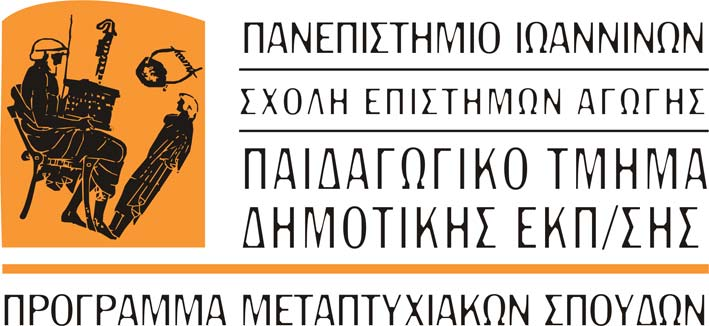 ΠΑΝΕΠΙΣΤΗΜΙΟ ΙΩΑΝΝΙΝΩΝ
ΣΧΟΛΗ ΕΠΙΣΤΗΜΩΝ ΑΓΩΓΗΣ
ΠΑΙΔΑΓΩΓΙΚΟ ΤΜΗΜΑ
ΔΗΜΟΤΙΚΗΣ ΕΚΠ/ΣΗΣ
ΠΡΟΓΡΑΜΜΑ ΜΕΤΑΠΤΥΧΙΑΚΩΝ ΣΠΟΥΔΩΝ